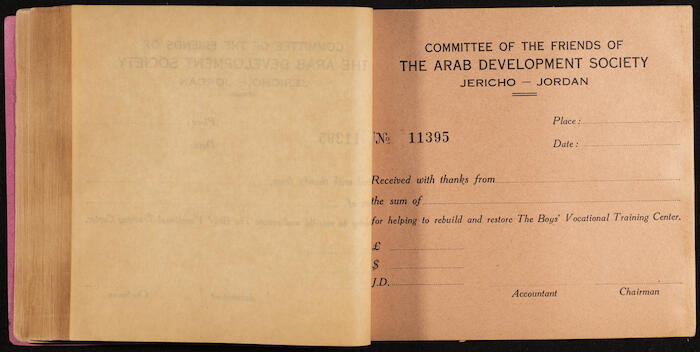 COMMITTEE OF THE FRIENDS OF
THE ARAB DEVELOPMENT SOCIETY
JERICHO — JORDAN
Place :
Nº 11395
Date :
Received with thanks from
the sum of
for helping to rebuild and restore The Boys' Vocational Training Center.
£
$
J.D.
Accountant Chairman